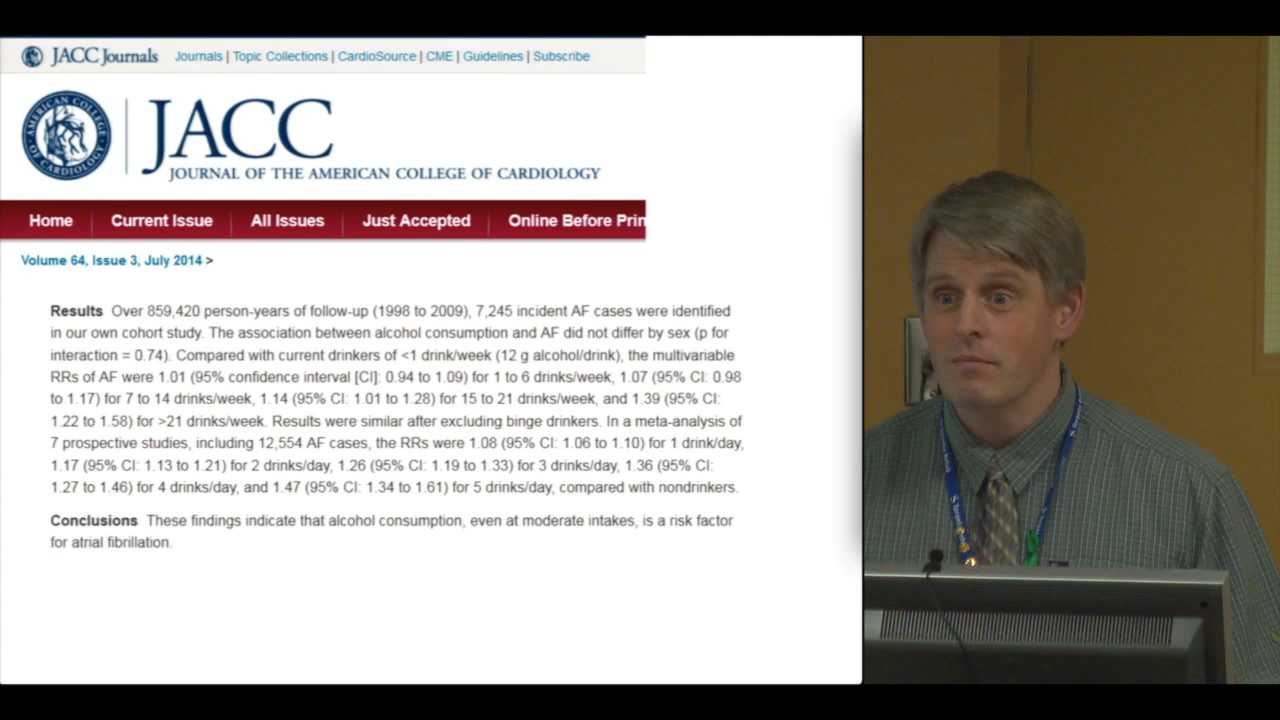 JACC Journals Journals | Topic Collections | CardioSource | CME | Guidelines | Subscribe
AMERICAN COLLEGE OF CARDIOLOGY
JACC
JOURNAL OF THE AMERICAN COLLEGE OF CARDIOLOGY
Home Current Issue All Issues Just Accepted Online Before Prin
Volume 64, Issue 3, July 2014 >
Results Over 859,420 person-years of follow-up (1998 to 2009), 7,245 incident AF cases were identified
in our own cohort study. The association between alcohol consumption and AF did not differ by sex (p for
interaction = 0.74). Compared with current drinkers of <1 drink/week (12 g alcohol/drink), the multivariable
RRs of AF were 1.01 (95% confidence interval [CI]: 0.94 to 1.09) for 1 to 6 drinks/week, 1.07 (95% CI: 0.98
to 1.17) for 7 to 14 drinks/week, 1.14 (95% CI: 1.01 to 1.28) for 15 to 21 drinks/week, and 1.39 (95% CI:
1.22 to 1.58) for >21 drinks/week. Results were similar after excluding binge drinkers. In a meta-analysis of
7 prospective studies, including 12,554 AF cases, the RRs were 1.08 (95% CI: 1.06 to 1.10) for 1 drink/day,
1.17 (95% CI: 1.13 to 1.21) for 2 drinks/day, 1.26 (95% CI: 1.19 to 1.33) for 3 drinks/day, 1.36 (95% CI:
1.27 to 1.46) for 4 drinks/day, and 1.47 (95% CI: 1.34 to 1.61) for 5 drinks/day, compared with nondrinkers.
Conclusions These findings indicate that alcohol consumption, even at moderate intakes, is a risk factor
for atrial fibrillation.